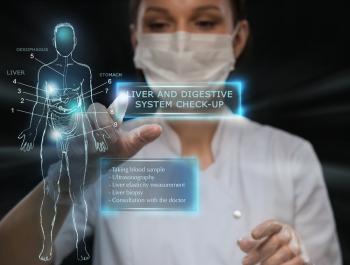 OESOPHAGUS
5
LIVER
STOMACH
4
3
2
1
6
7
8
9
LIVER AND DIGESTIVE
SYSTEM CHECK-UP
- Taking blood sample
- Ultrasonography
- Liver elasticity measurement
- Liver biopsy
- Consultation with the doctor